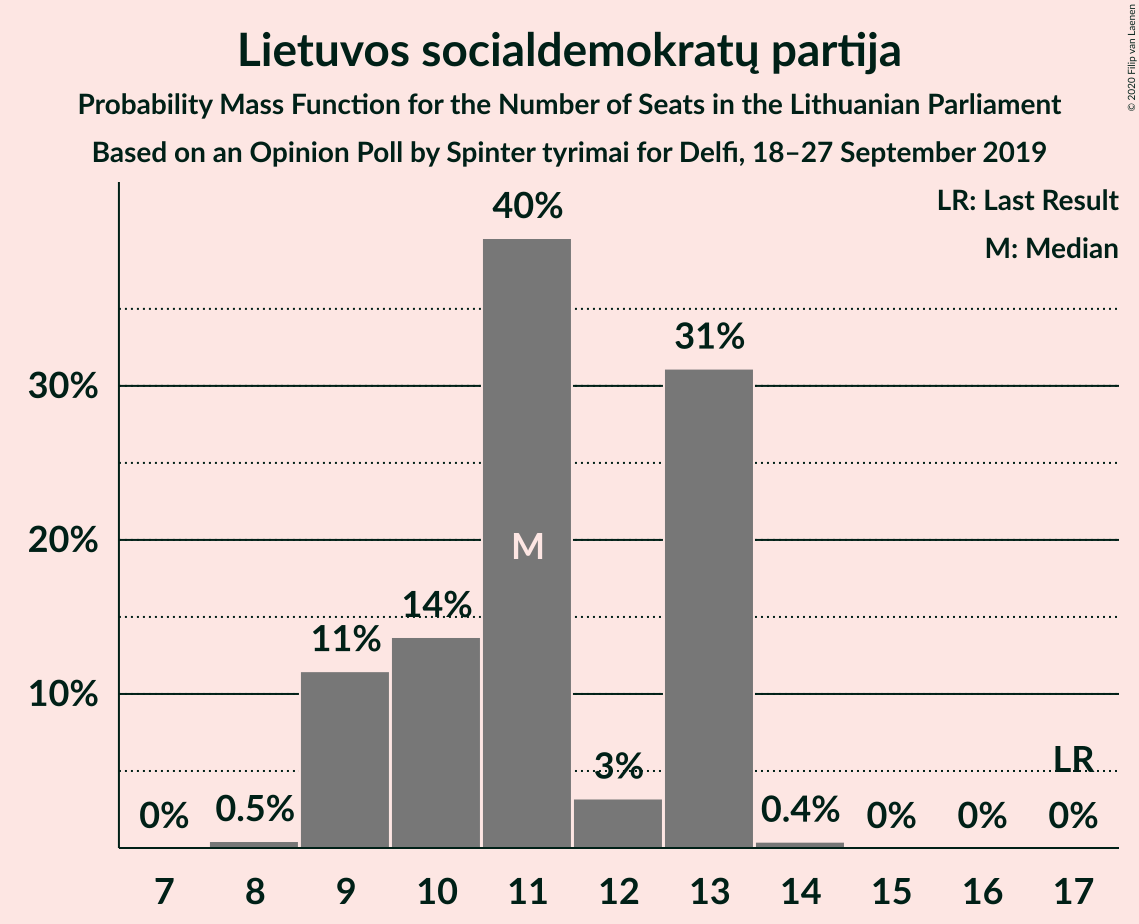 Lietuvos socialdemokratų partija
Probability Mass Function for the Number of Seats in the Lithuanian Parliament
Based on an Opinion Poll by Spinter tyrimai for Delfi, 18–27 September 2019
© 2020 Filip van Laenen
LR: Last Result
M: Median
40%
31%
30%
20%
M
14%
11%
10%
3%
LR
0%
0.5%
0.4%
0%
0%
0%
7 8 9 10 11 12 13 14 15 16 17